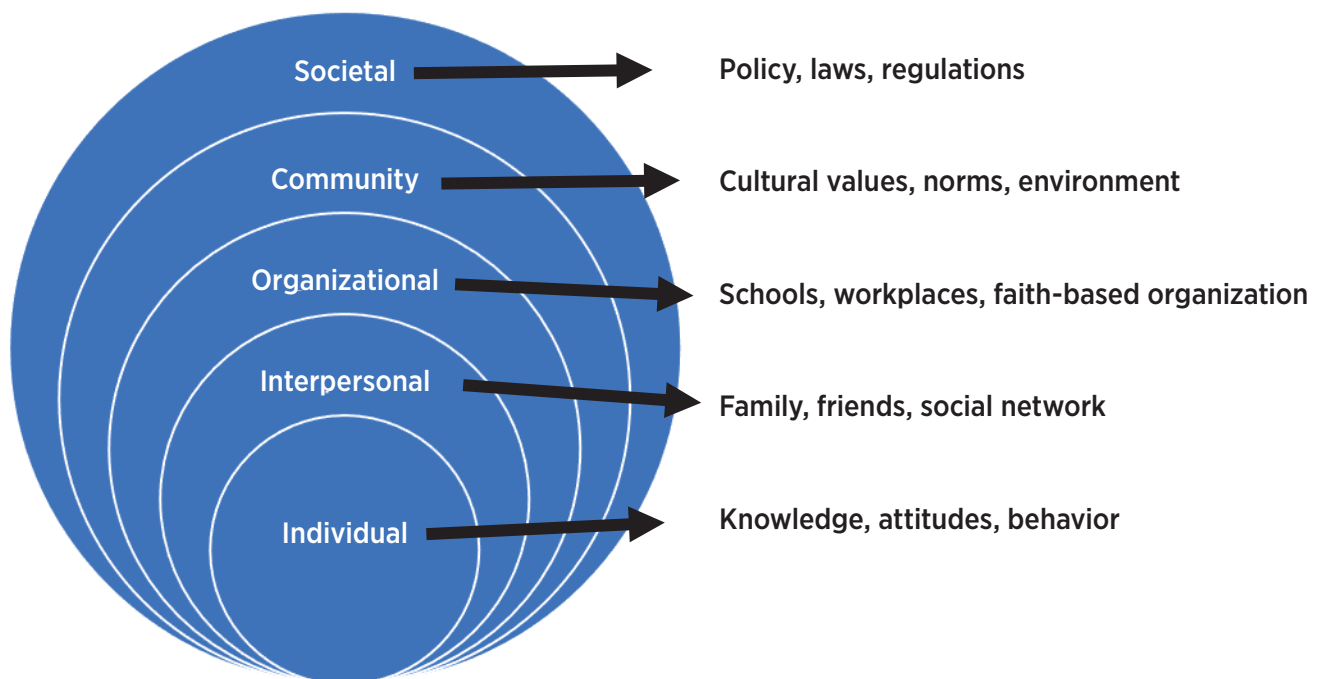 Societal
Policy, laws, regulations
Community
Cultural values, norms, environment
Organizational
Schools, workplaces, faith-based organization
Interpersonal
Family, friends, social network
Individual
Knowledge, attitudes, behavior